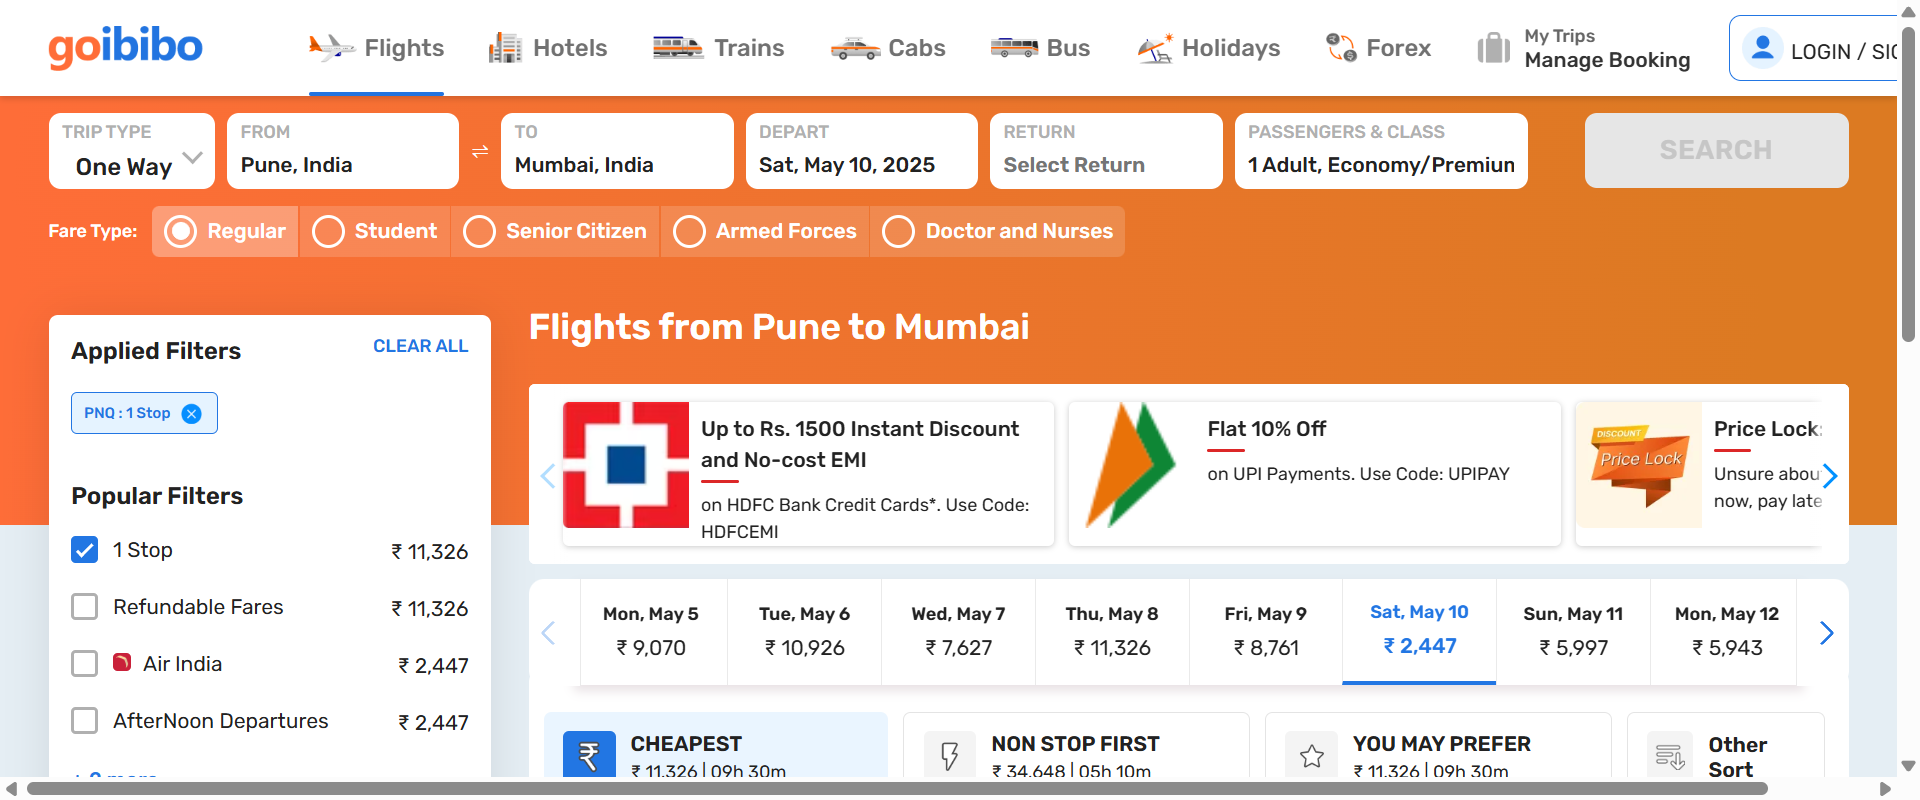 goibibo
Flights
Hotels
Trains
Cabs
Bus
Holidays
Forex
My Trips
Manage Booking
LOGIN / SIG
TRIP TYPE
One Way
FROM
Pune, India
TO
Mumbai, India
DEPART
Sat, May 10, 2025
RETURN
Select Return
PASSENGERS & CLASS
1 Adult, Economy/Premium
SEARCH
Fare Type:
Regular
Student
Senior Citizen
Armed Forces
Doctor and Nurses
Applied Filters
CLEAR ALL
PNQ : 1 Stop
Popular Filters
1 Stop ₹ 11,326
Refundable Fares ₹ 11,326
Air India ₹ 2,447
AfterNoon Departures ₹ 2,447
Flights from Pune to Mumbai
Up to Rs. 1500 Instant Discount
and No-cost EMI
on HDFC Bank Credit Cards*. Use Code:
HDFCEMI
Flat 10% Off
on UPI Payments. Use Code: UPIPAY
DISCOUNT
Price Lock
Price Lock:
Unsure abou
now, pay late
Mon, May 5
₹ 9,070
Tue, May 6
₹ 10,926
Wed, May 7
₹ 7,627
Thu, May 8
₹ 11,326
Fri, May 9
₹ 8,761
Sat, May 10
₹ 2,447
Sun, May 11
₹ 5,997
Mon, May 12
₹ 5,943
CHEAPEST
₹ 11,326 | 09h 30m
NON STOP FIRST
₹ 34,648 | 05h 10m
YOU MAY PREFER
₹ 11,326 | 09h 30m
Other
Sort